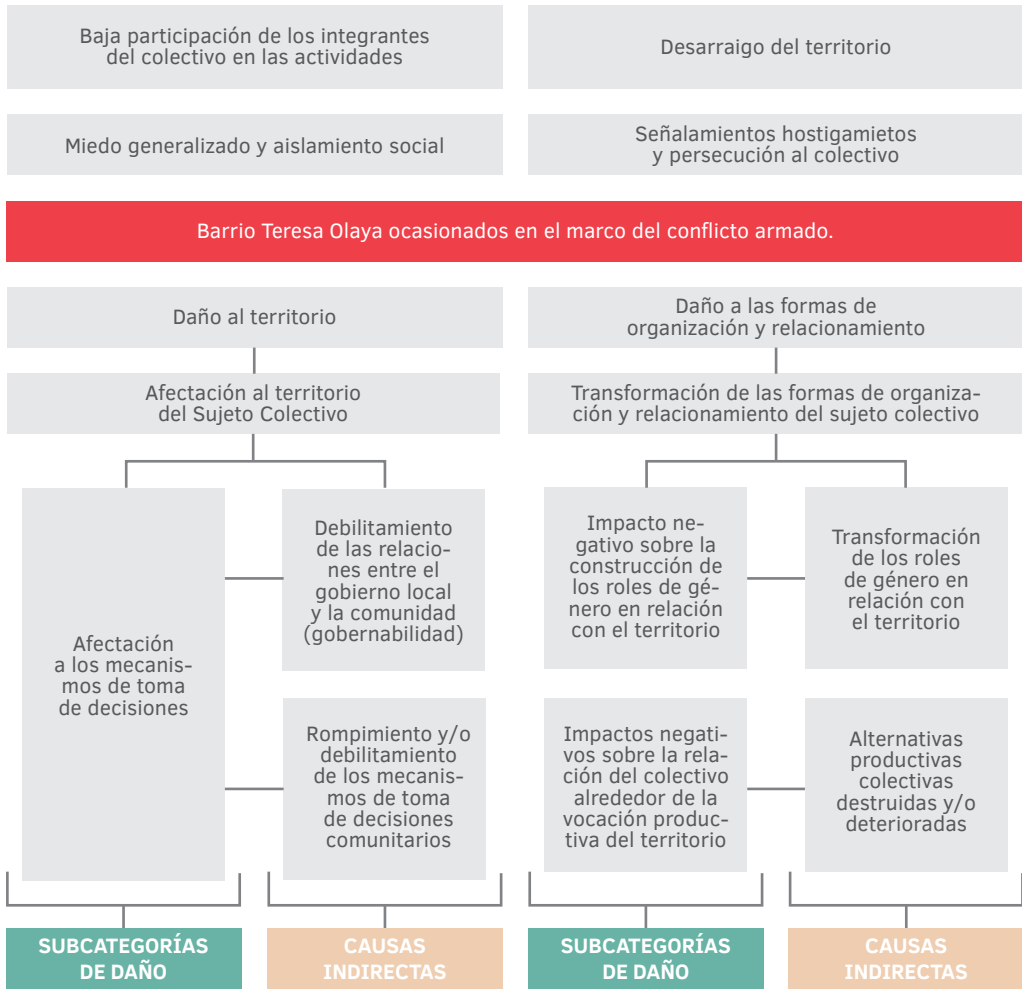 Baja participación de los integrantes
del colectivo en las actividades
Desarraigo del territorio
Miedo generalizado y aislamiento social
Señalamientos hostigamietos
y persecución al colectivo
Barrio Teresa Olaya ocasionados en el marco del conflicto armado.
Daño al territorio
Daño a las formas de
organización y relacionamiento
Afectación al territorio
del Sujeto Colectivo
Transformación de las formas de organiza-
ción y relacionamiento del sujeto colectivo
Afectación
a los mecanis-
mos de toma
de decisiones
Debilitamiento
de las relacio-
nes entre el
gobierno local
y la comunidad
(gobernabilidad)
Rompimiento y/o
debilitamiento
de los mecanis-
mos de toma
de decisiones
comunitarios
Impacto ne-
gativo sobre la
construcción de
los roles de gé-
nero en relación
con el territorio
Transformación
de los roles
de género en
relación con
el territorio
Impactos negati-
vos sobre la rela-
ción del colectivo
alrededor de la
vocación produc-
tiva del territorio
Alternativas
productivas
colectivas
destruidas y/o
deterioradas
SUBCATEGORÍAS
DE DAÑO
CAUSAS
INDIRECTAS
SUBCATEGORÍAS
DE DAÑO
CAUSAS
INDIRECTAS